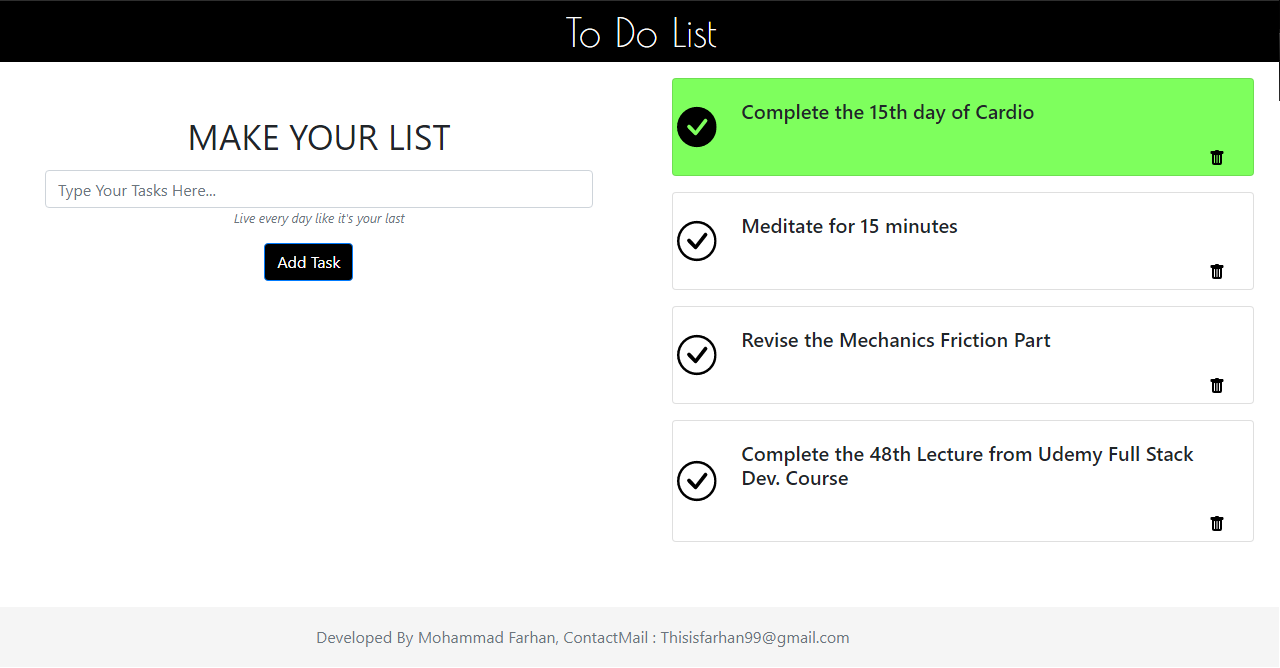 To Do List
MAKE YOUR LIST
Type Your Tasks Here...
Live every day like it's your last
Add Task
Complete the 15th day of Cardio
Meditate for 15 minutes
Revise the Mechanics Friction Part
Complete the 48th Lecture from Udemy Full Stack
Dev. Course
Developed By Mohammad Farhan, ContactMail : Thisisfarhan99@gmail.com